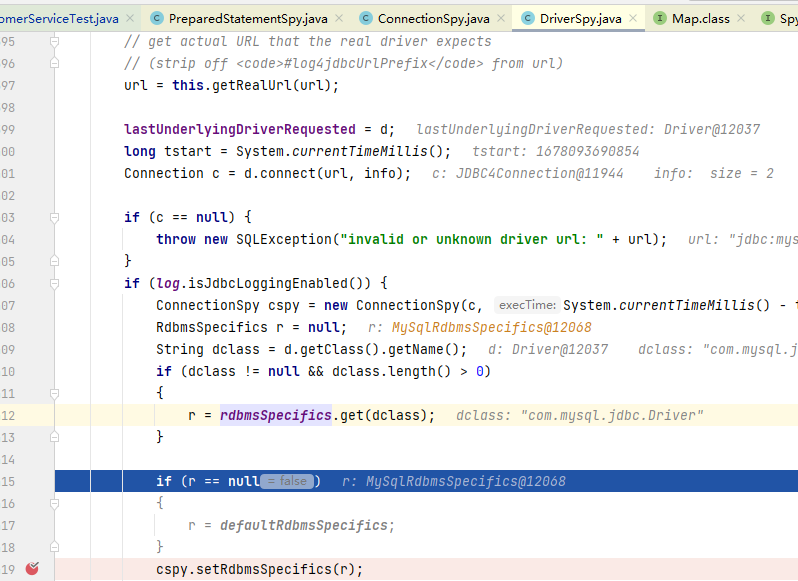 omerServiceTest.java × PreparedStatementSpy.java × ConnectionSpy.java × DriverSpy.java × Map.class × Spy
95 // get actual URL that the real driver expects
96 // (strip off <code>#log4jdbcUrlPrefix</code> from url)
97 url = this.getRealUrl(url);
98
99 lastUnderlyingDriverRequested = d; lastUnderlyingDriverRequested: Driver@12037
00 long tstart = System.currentTimeMillis(); tstart: 1678093690854
01 Connection c = d.connect(url, info); c: JDBC4Connection@11944 info: size = 2
02
03 if (c == null) {
04 throw new SQLException("invalid or unknown driver url: " + url); url: "jdbc:mys
05 }
06 if (log.isJdbcLoggingEnabled()) {
07 ConnectionSpy cspy = new ConnectionSpy(c, execTime: System.currentTimeMillis() - t
08 RdbmsSpecifics r = null; r: MySqlRdbmsSpecifics@12068
09 String dclass = d.getClass().getName(); d: Driver@12037 dclass: "com.mysql.j
10 if (dclass != null && dclass.length() > 0)
11 {
12 r = rdbmsSpecifics.get(dclass); dclass: "com.mysql.jdbc.Driver"
13 }
14
15 if (r == null = false ) r: MySqlRdbmsSpecifics@12068
16 {
17 r = defaultRdbmsSpecifics;
18 }
19 cspy.setRdbmsSpecifics(r);